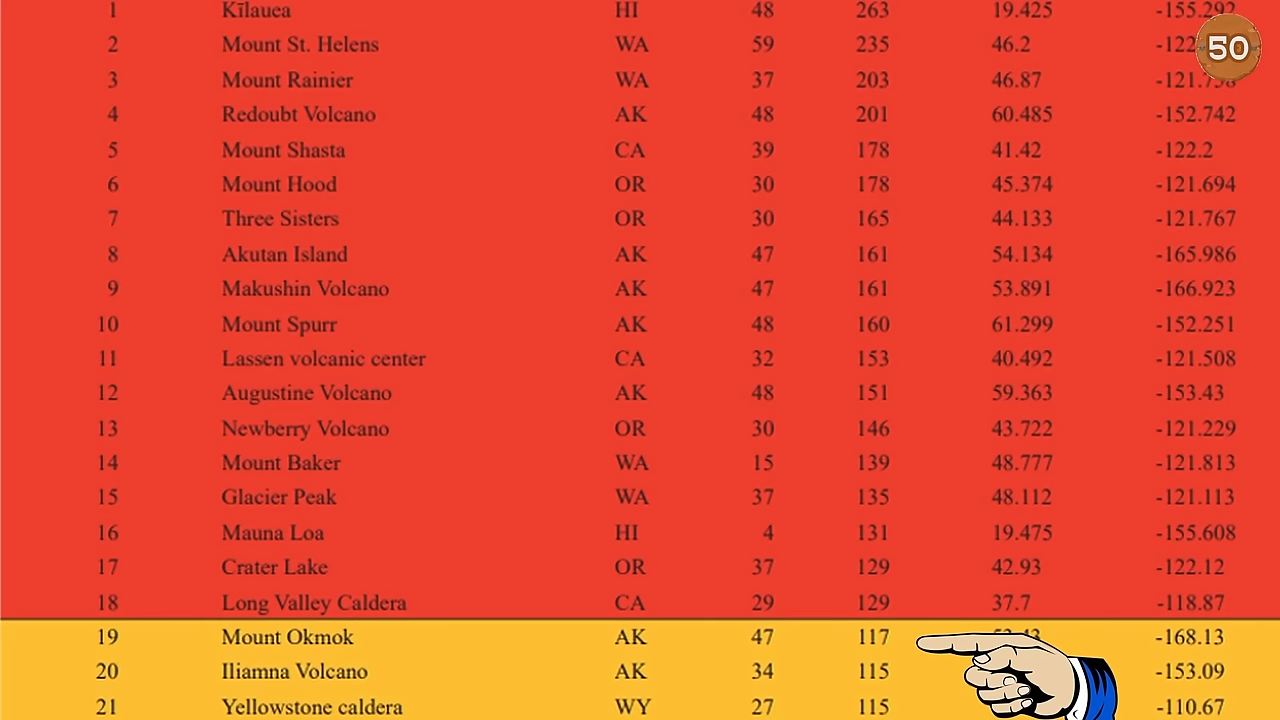 1 Kīlauea HI 48 263 19.425 -155.292
50
2 Mount St. Helens WA 59 235 46.2 -122
3 Mount Rainier WA 37 203 46.87
4 Redoubt Volcano AK 48 201 60.485 -152.742
5 Mount Shasta CA 39 178 41.42 -122.2
6 Mount Hood OR 30 178 45.374 -121.694
7 Three Sisters OR 30 165 44.133 -121.767
8 Akutan Island AK 47 161 54.134 -165.986
9 Makushin Volcano AK 47 161 53.891 -166.923
10 Mount Spurr AK 48 160 61.299 -152.251
11 Lassen volcanic center CA 32 153 40.492 -121.508
12 Augustine Volcano AK 48 151 59.363 -153.43
13 Newberry Volcano OR 30 146 43.722 -121.229
14 Mount Baker WA 15 139 48.777 -121.813
15 Glacier Peak WA 37 135 48.112 -121.113
16 Mauna Loa HI 4 131 19.475 -155.608
17 Crater Lake OR 37 129 42.93 -122.12
18 Long Valley Caldera CA 29 129 37.7 -118.87
19 Mount Okmok AK 47 117 -168.13
20 Iliamna Volcano AK 34 115 -153.09
21 Yellowstone caldera WY 27 115 -110.67